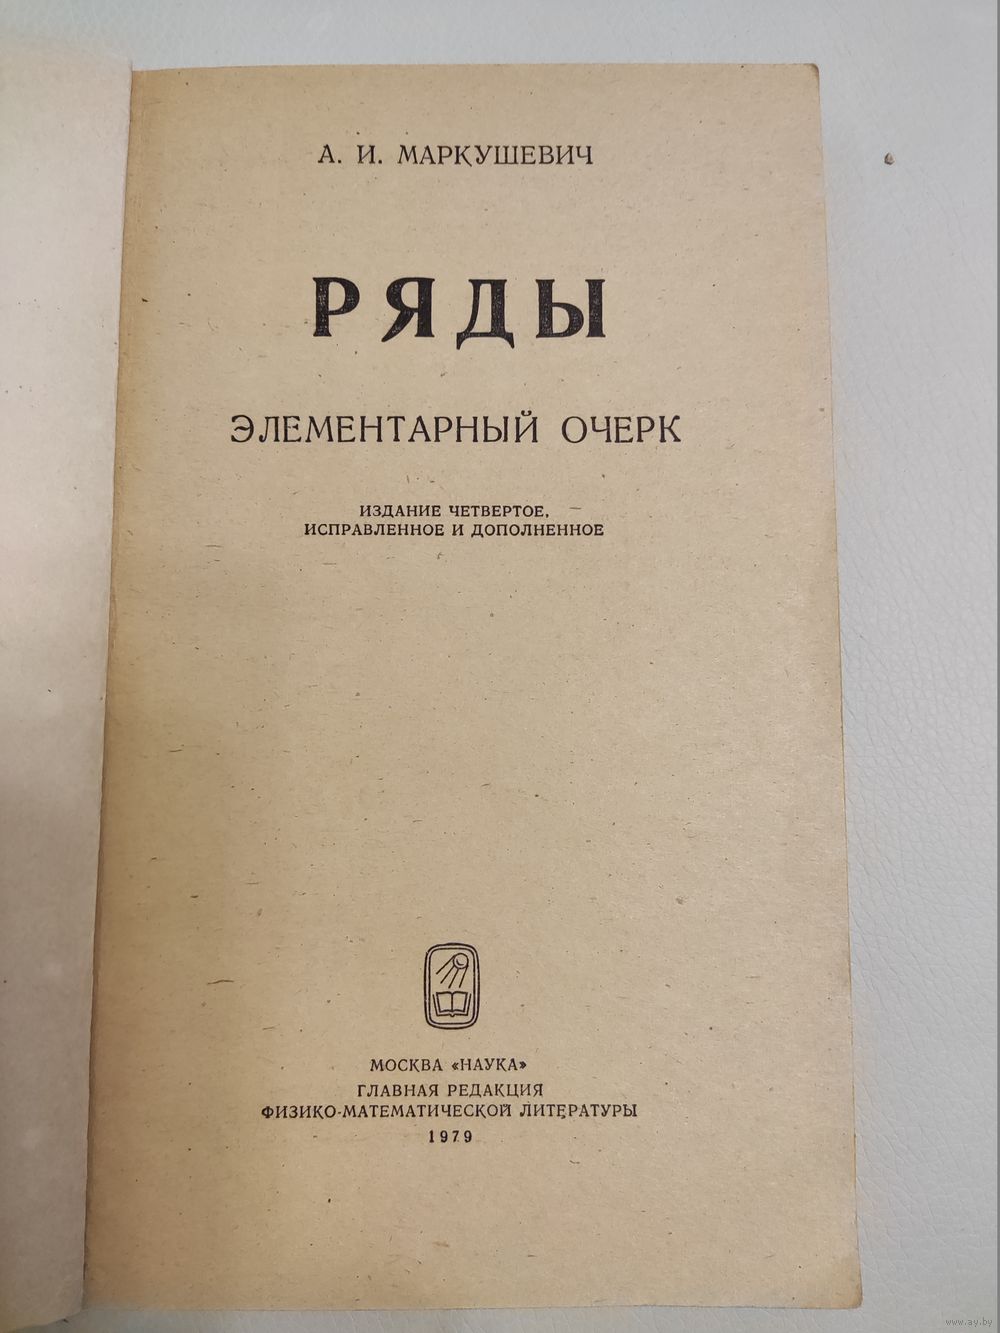 А. И. МАРКУШЕВИЧ
РЯДЫ
ЭЛЕМЕНТАРНЫЙ ОЧЕРК
ИЗДАНИЕ ЧЕТВЕРТОЕ,
ИСПРАВЛЕННОЕ И ДОПОЛНЕННОЕ
МОСКВА «НАУКА»
ГЛАВНАЯ РЕДАКЦИЯ
ФИЗИКО-МАТЕМАТИЧЕСКОЙ ЛИТЕРАТУРЫ
1979
www.ay.by